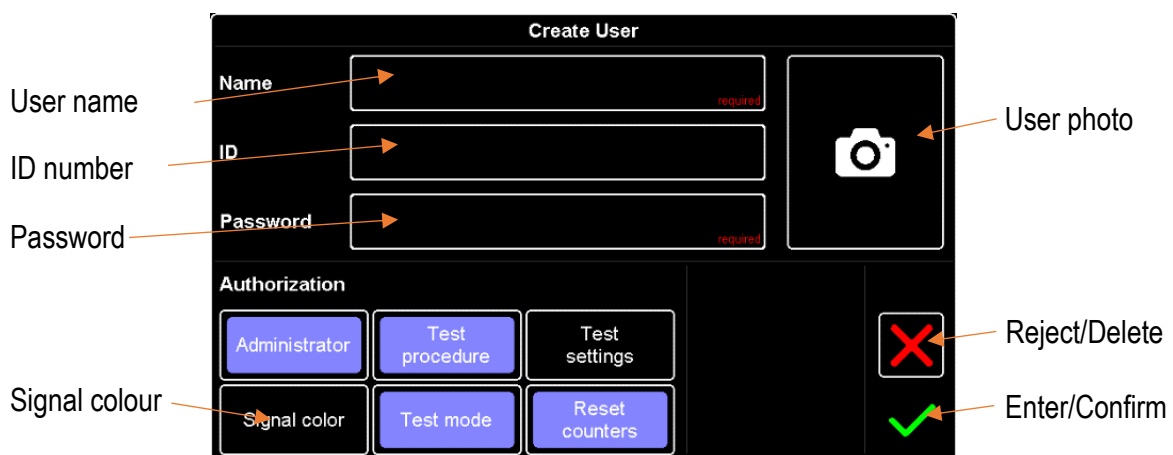 Create User
Name
required
User name
User photo
ID
ID number
Password
required
Password
Authorization
Administrator
Test
procedure
Test
settings
Reject/Delete
Signal colour
Signal color
Test mode
Reset
counters
Enter/Confirm